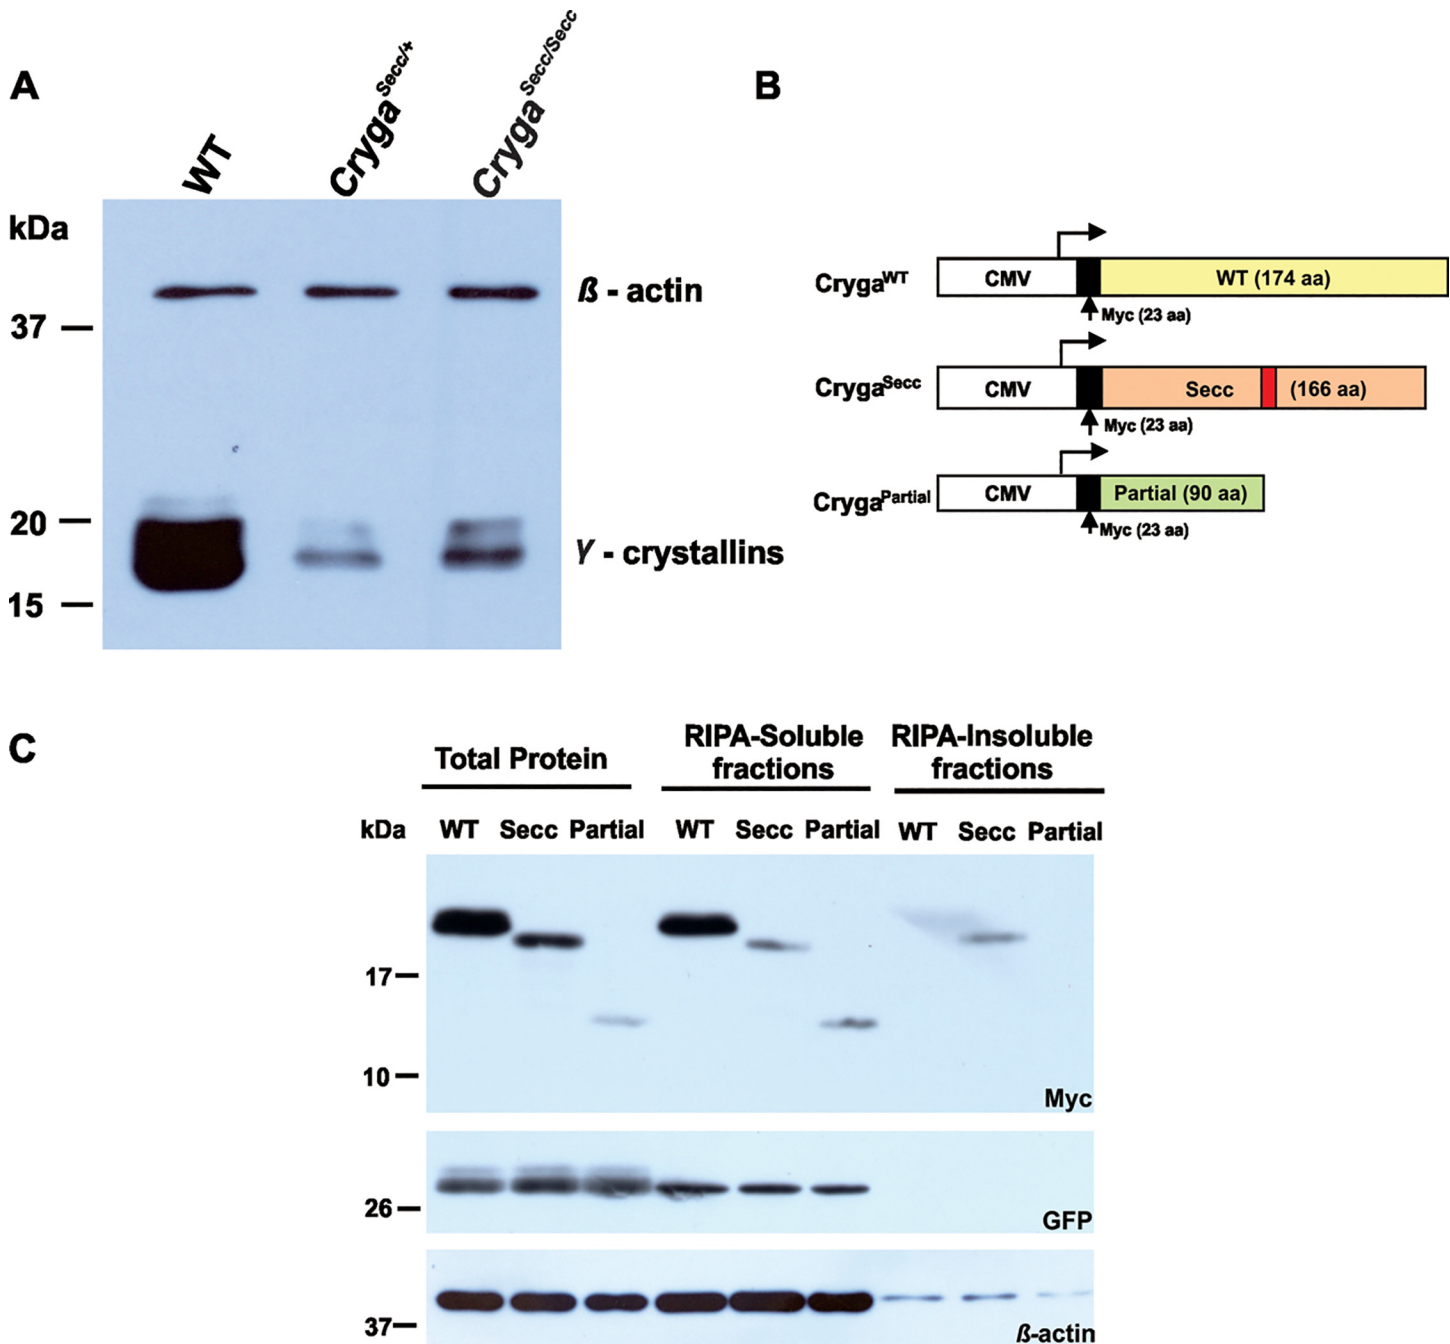 A
WT
Cryga Secc/+
Cryga Secc/Secc
kDa
ß - actin
37
20
γ - crystallins
15
B
Cryga WT
CMV
WT (174 aa)
Myc (23 aa)
Cryga Secc
CMV
Secc
(166 aa)
Myc (23 aa)
Cryga Partial
CMV
Partial (90 aa)
Myc (23 aa)
C
Total Protein
RIPA-Soluble
fractions
RIPA-Insoluble
fractions
kDa
WT Secc Partial
WT Secc Partial
WT Secc Partial
17
10
Myc
26
GFP
37
ß-actin